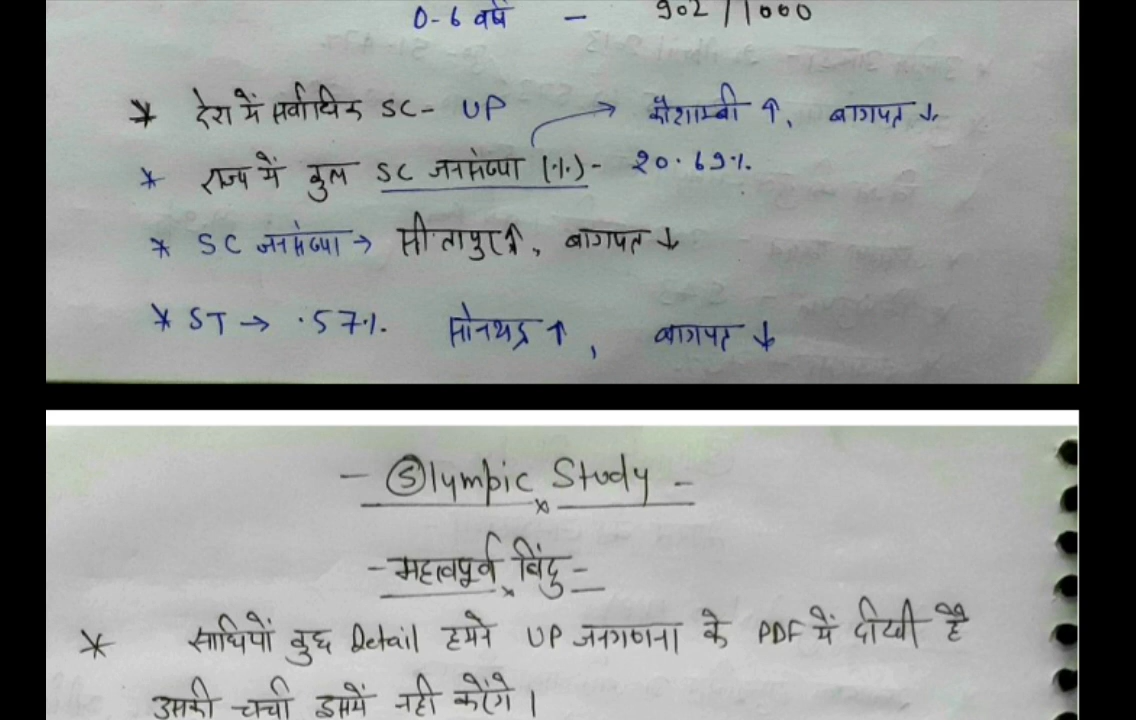 0-6 वर्ष - 902/1000
* देश में सर्वाधिक SC- UP → कौशाम्बी ↑, बागपत ↓
* राज्य में कुल SC जनसंख्या (%)- 20.69%
* SC जनसंख्या → सीतापुर ↑, बागपत ↓
* ST → .57% सोनभद्र ↑, बागपत ↓
- Olympic Study -
- महत्वपूर्ण बिंदु -
* साथियों कुछ Detail हमने UP जनगणना के PDF में दी है
उसकी चर्चा इसमें नही करेंगे।